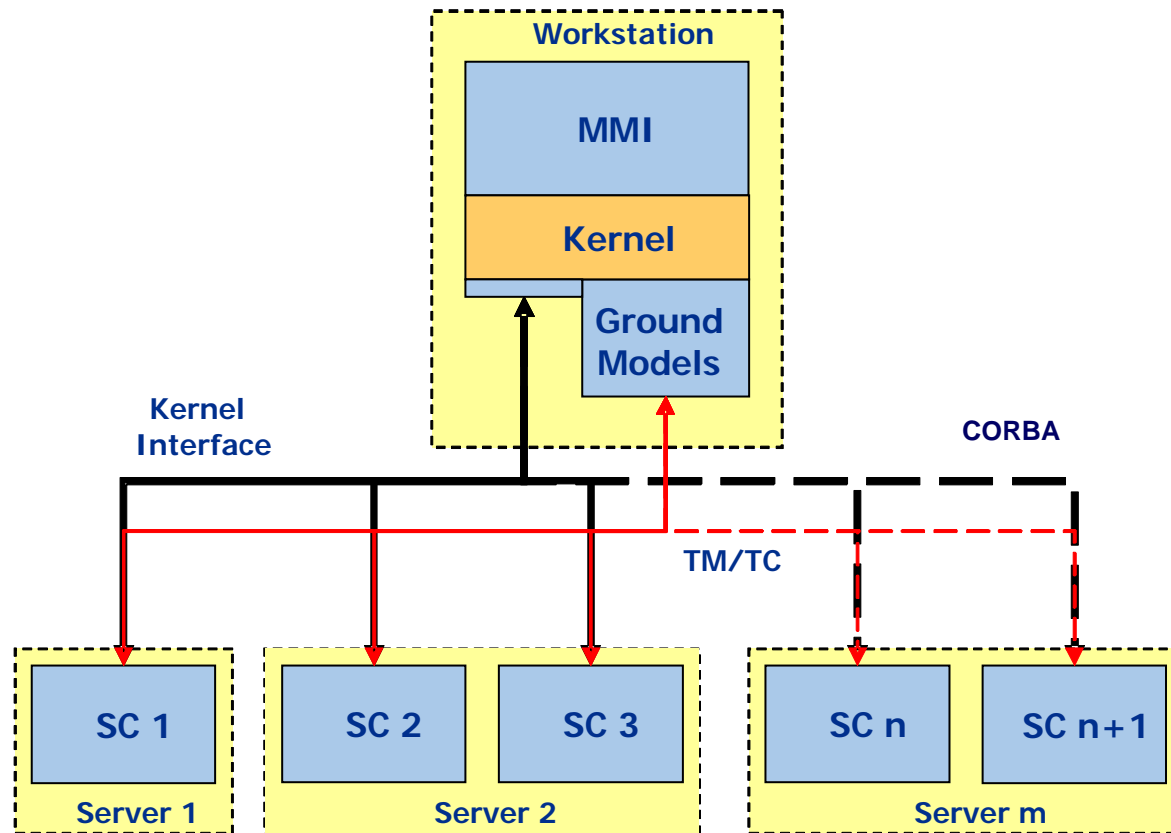 Workstation
MMI
Kernel
Ground
Models
Kernel
Interface
CORBA
TM/TC
SC 1
SC 2
SC 3
SC n
SC n+1
Server 1
Server 2
Server m